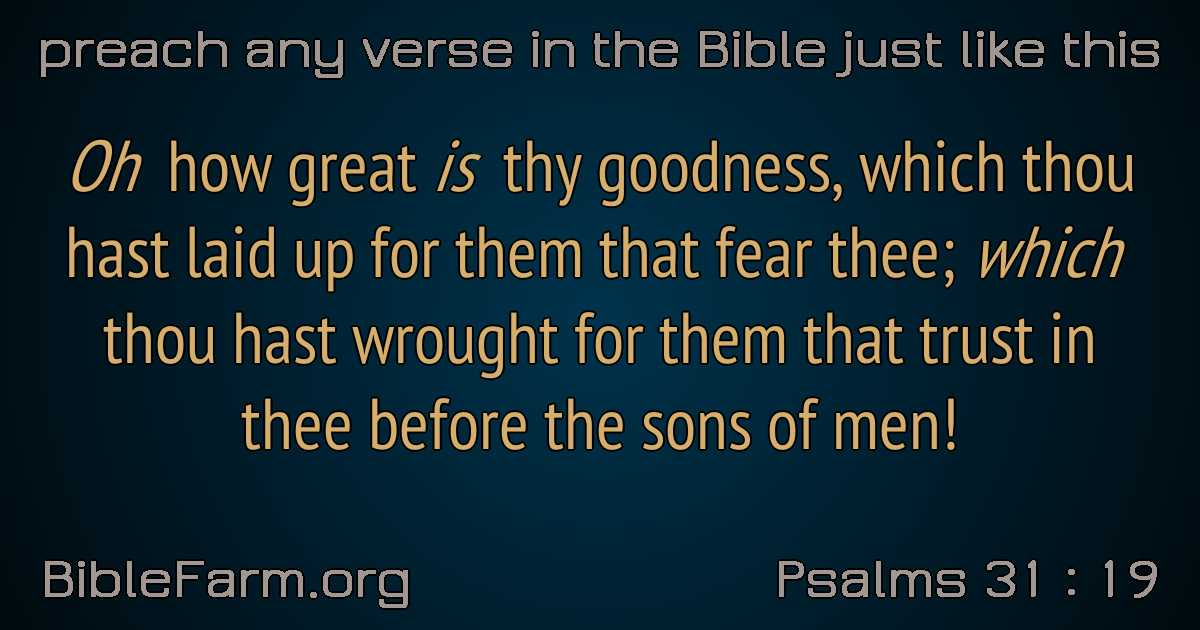 preach any verse in the Bible just like this
Oh how great is thy goodness, which thou
hast laid up for them that fear thee; which
thou hast wrought for them that trust in
thee before the sons of men!
BibleFarm.org
Psalms 31 : 19